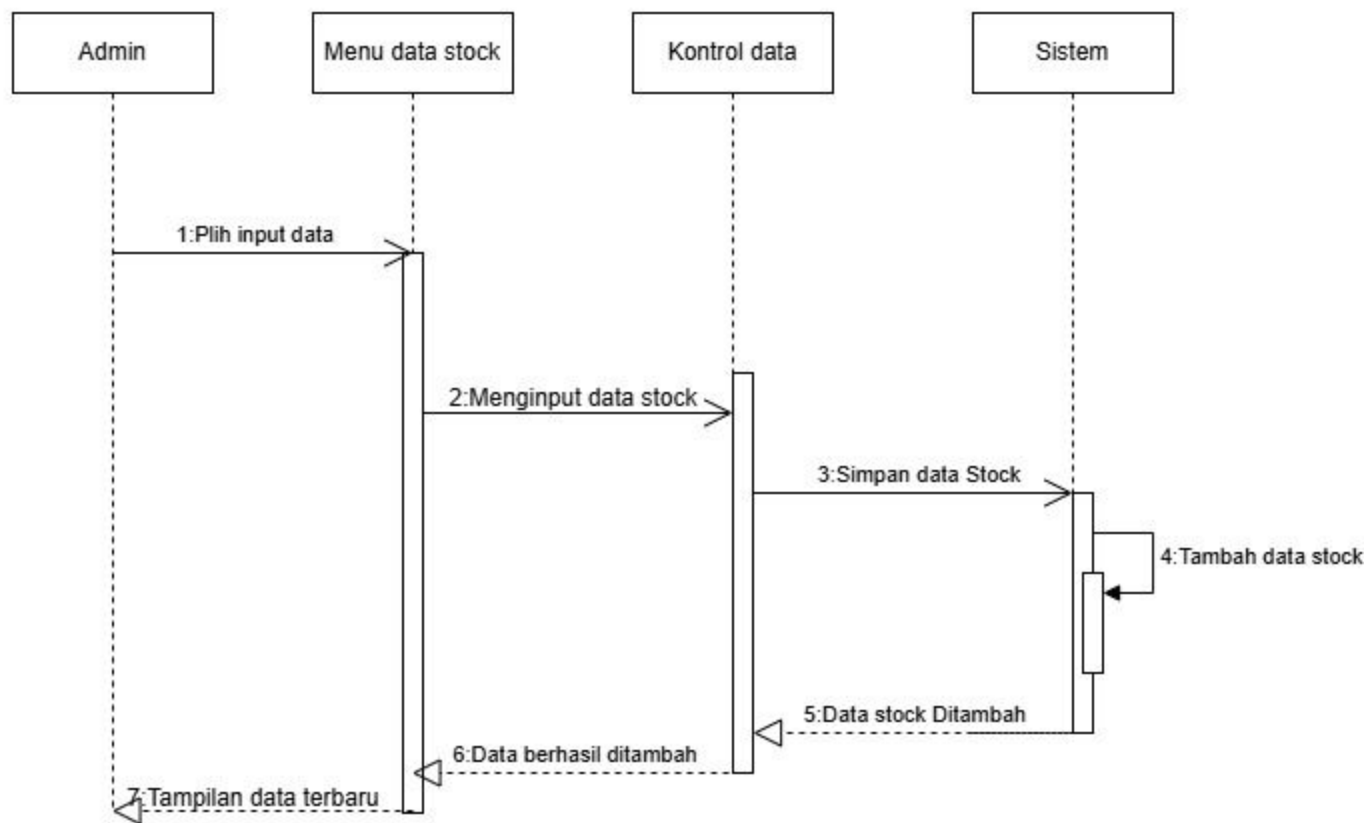 Admin
Menu data stock
Kontrol data
Sistem
1:Plih input data
2:Menginput data stock
3:Simpan data Stock
4:Tambah data stock
5:Data stock Ditambah
6:Data berhasil ditambah
7:Tampilan data terbaru